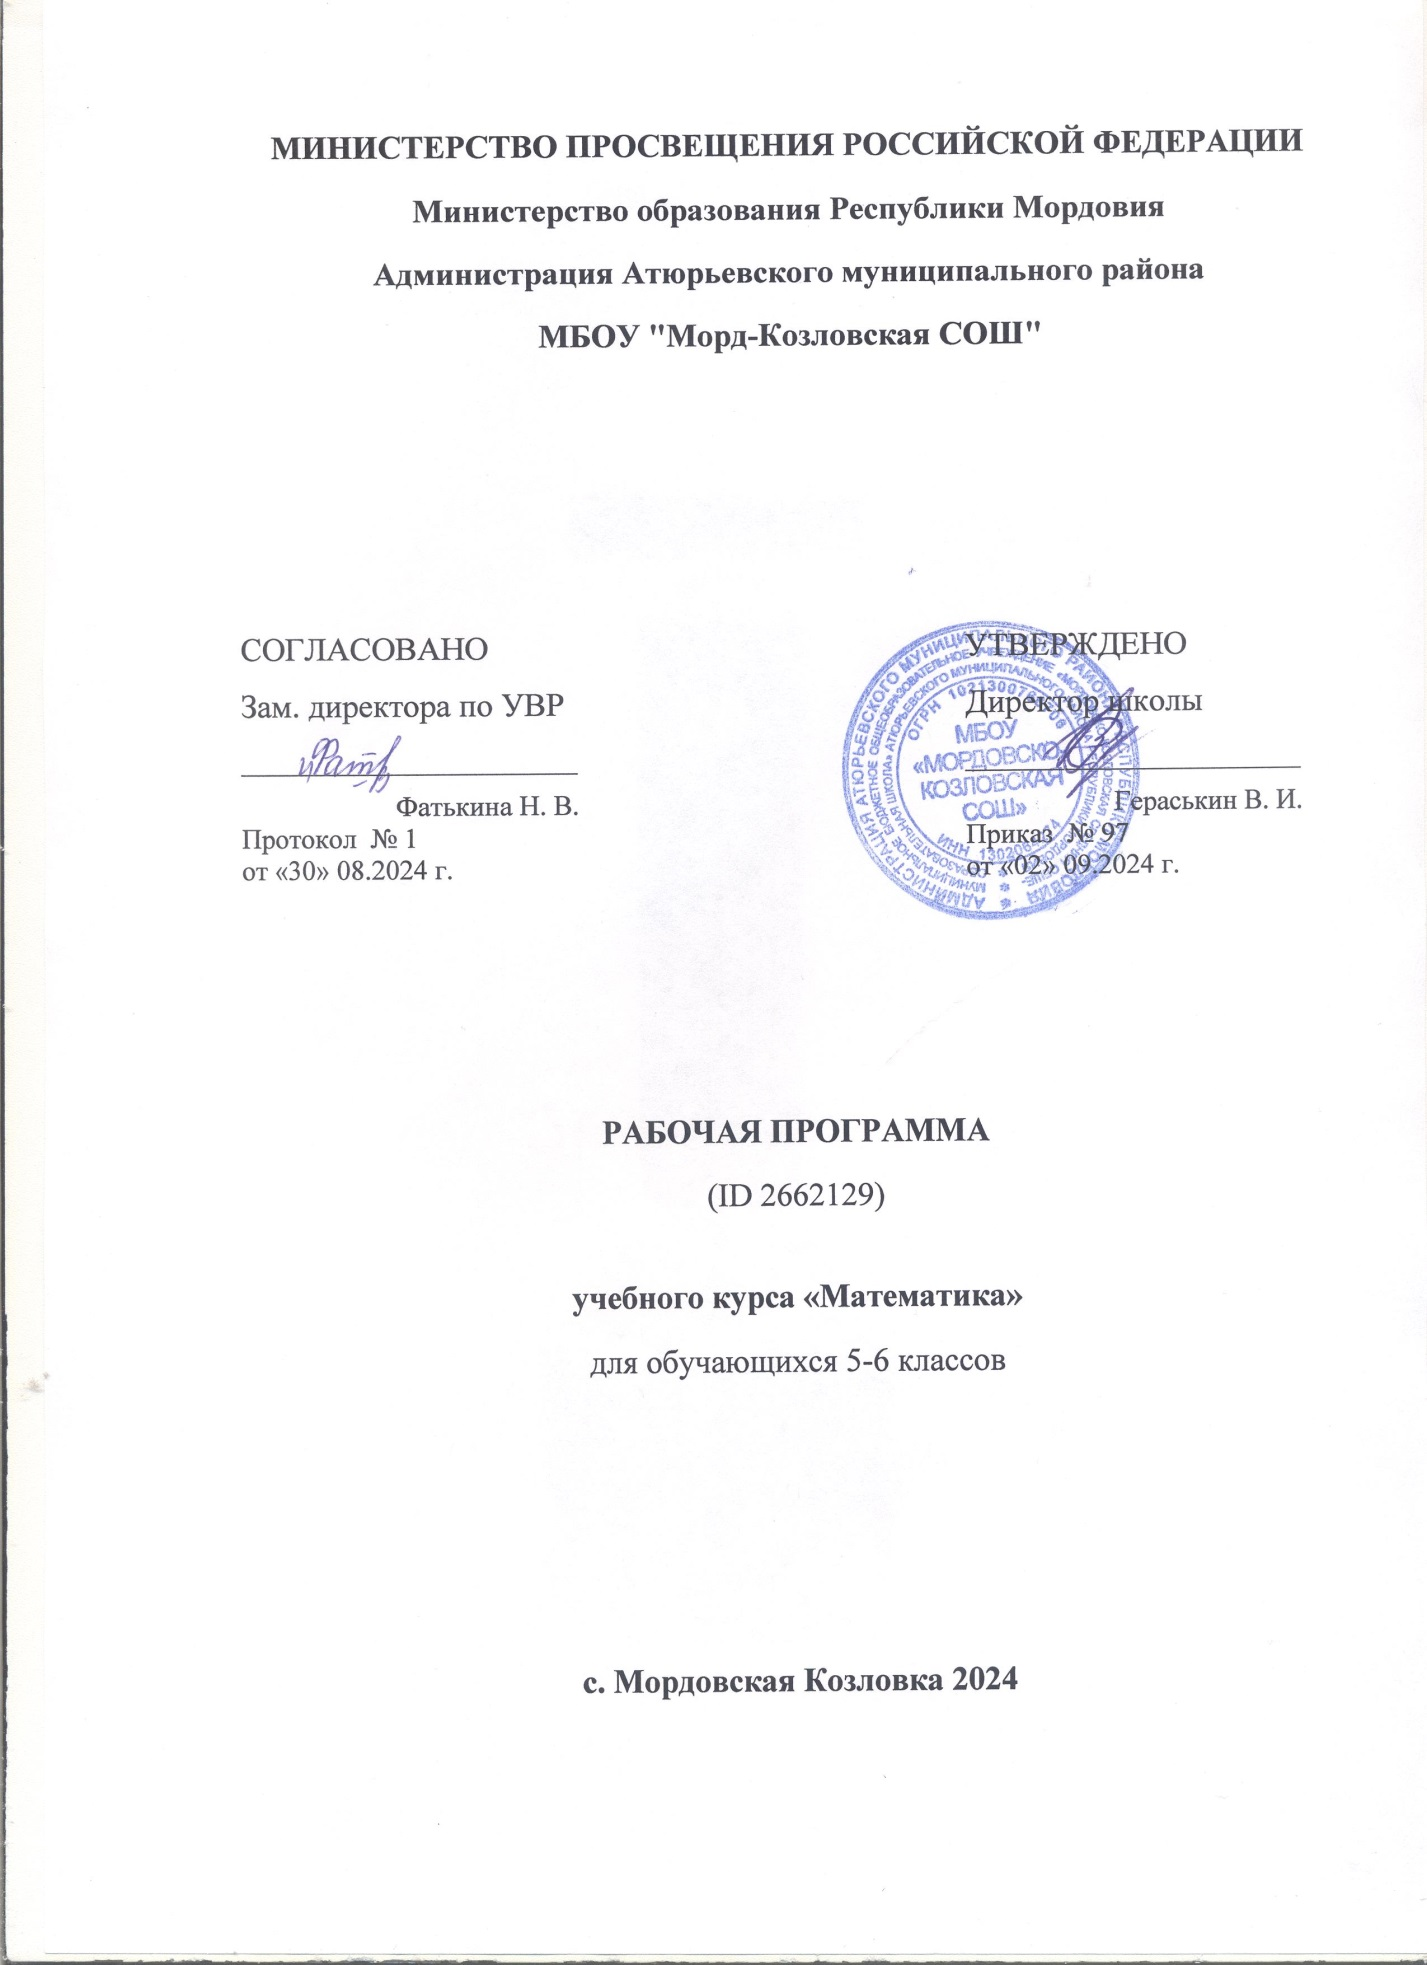 МИНИСТЕРСТВО ПРОСВЕЩЕНИЯ РОССИЙСКОЙ ФЕДЕРАЦИИ
Министерство образования Республики Мордовия
Администрация Атюрьевского муниципального района
МБОУ "Морд-Козловская СОШ"
СОГЛАСОВАНО
Зам. директора по УВР
Фатькина Н. В.
Протокол № 1
от «30» 08.2024 г.
УТВЕРЖДЕНО
Директор школы
Гераськин В. И.
Приказ № 97
от «02» 09.2024 г.
МБОУ
«МОРДОВСКО-
КОЗЛОВСКАЯ
СОШ»
ОГРН
ИНН
РАБОЧАЯ ПРОГРАММА
(ID 2662129)
учебного курса «Математика»
для обучающихся 5-6 классов
с. Мордовская Козловка 2024